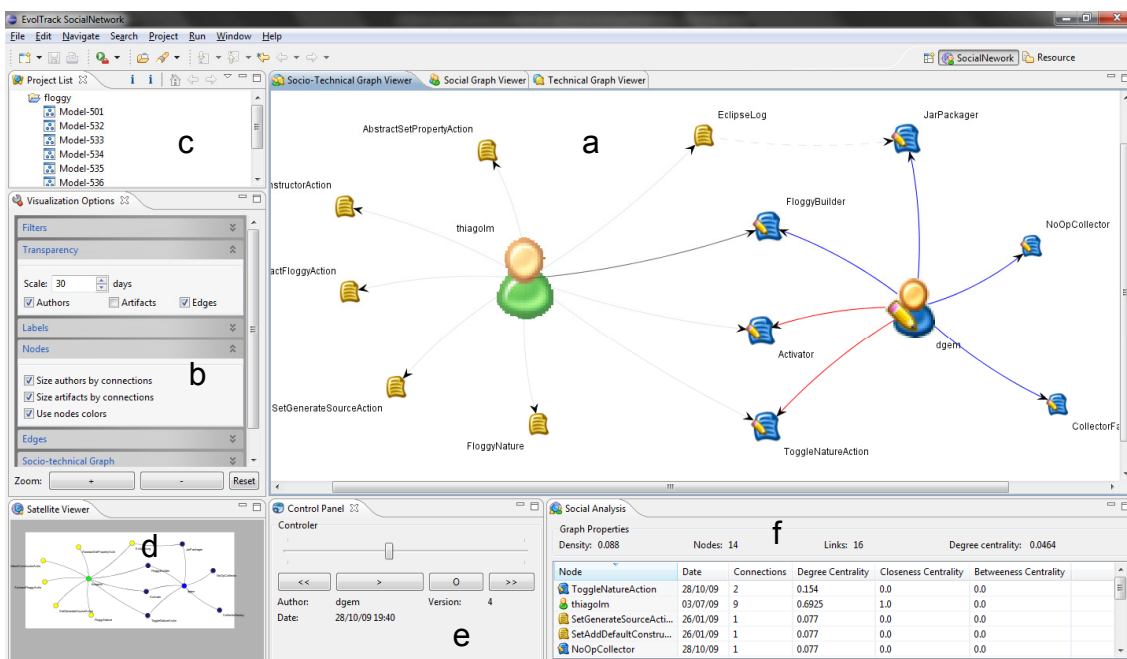 EvolTrack SocialNetwork
File Edit Navigate Search Project Run Window Help
SocialNework Resource
Project List
floggy
Model-501
Model-532
Model-533
Model-534
Model-535
Model-536
c
Visualization Options
Filters
Transparency
Scale: 30 days
Authors Artifacts Edges
Labels
Nodes
b
Size authors by connections
Size artifacts by connections
Use nodes colors
Edges
Socio-technical Graph
Zoom: + - Reset
Satellite Viewer
d
Socio-Technical Graph Viewer Social Graph Viewer Technical Graph Viewer
a
EclipseLog
JarPackager
AbstractSetPropertyAction
nstructorAction
FloggyBuilder
thiagolm
NoOpCollector
actFloggyAction
Activator
dgem
SetGenerateSourceAction
CollectorFa
FloggyNature
ToggleNatureAction
Control Panel
Controler
<< > O >>
Author: dgem Version: 4
Date: 28/10/09 19:40
e
Social Analysis
f
Graph Properties
Density: 0.088 Nodes: 14 Links: 16 Degree centrality: 0.0464
Node Date Connections Degree Centrality Closeness Centrality Betweeness Centrality
ToggleNatureAction 28/10/09 2 0.154 0.0 0.0
thiagolm 03/07/09 9 0.6925 1.0 0.0
SetGenerateSourceActi... 26/01/09 1 0.077 0.0 0.0
SetAddDefaultConstru... 26/01/09 1 0.077 0.0 0.0
NoOpCollector 28/10/09 1 0.077 0.0 0.0